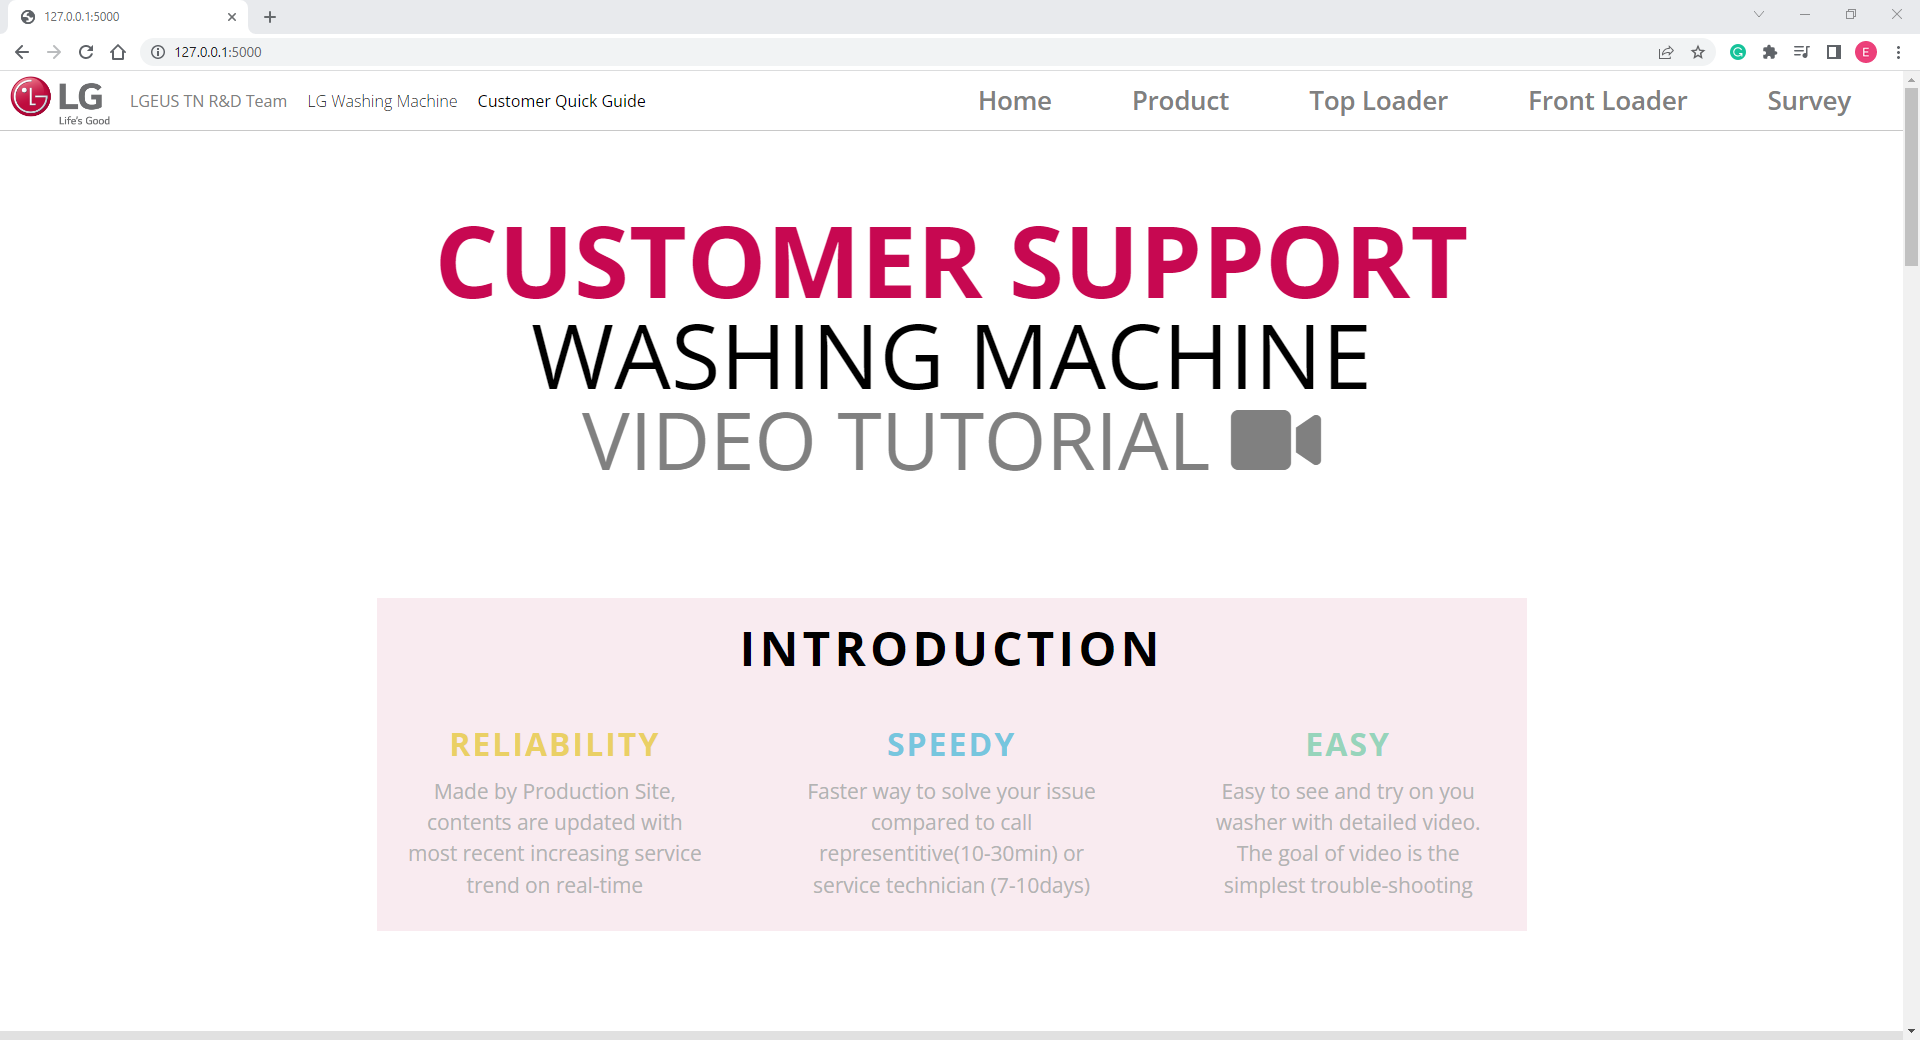 127.0.0.1:5000
127.0.0.1:5000
E
LG
Life's Good
LGEUS TN R&D Team LG Washing Machine Customer Quick Guide
Home Product Top Loader Front Loader Survey
CUSTOMER SUPPORT
WASHING MACHINE
VIDEO TUTORIAL
INTRODUCTION
RELIABILITY
Made by Production Site,
contents are updated with
most recent increasing service
trend on real-time
SPEEDY
Faster way to solve your issue
compared to call
representitive(10-30min) or
service technician (7-10days)
EASY
Easy to see and try on you
washer with detailed video.
The goal of video is the
simplest trouble-shooting